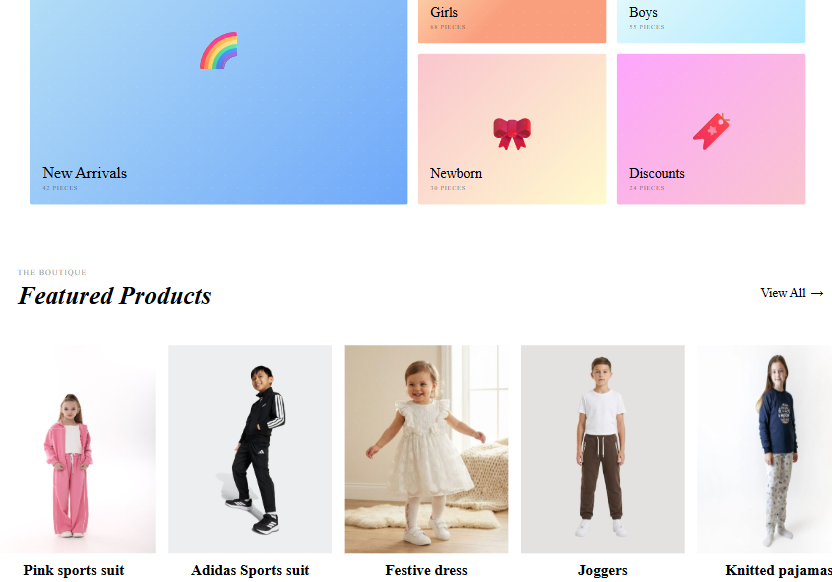 Girls
68 PIECES
Boys
55 PIECES
New Arrivals
42 PIECES
Newborn
36 PIECES
Discounts
24 PIECES
THE BOUTIQUE
Featured Products
View All →
Pink sports suit
Adidas Sports suit
Festive dress
Joggers
Knitted pajamas